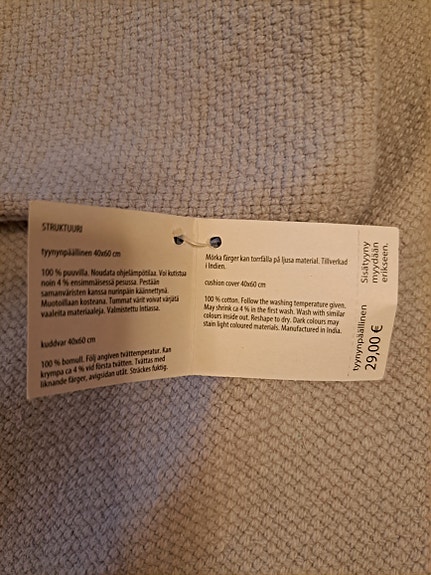 STRUKTUURI
tyynynpäällinen 40x60 cm
100 % puuvilla. Noudata ohjelämpötilaa. Voi kutistua
noin 4 % ensimmäisessä pesussa. Pestään
samanväristen kanssa nurinpäin käännettynä.
Muotoillaan kosteana. Tummat värit voivat värjätä
vaaleita materiaaleja. Valmistettu Intiassa.
kuddvar 40x60 cm
100 % bomull. Följ angiven tvättemperatur. Kan
krympa ca 4 % vid första tvätten. Tvättas med
liknande färger, avigsidan utåt. Sträckes fuktig.
Mörka färger kan torrfälla på ljusa material. Tillverkad
i Indien.
cushion cover 40x60 cm
100 % cotton. Follow the washing temperature given.
May shrink ca 4 % in the first wash. Wash with similar
colours inside out. Reshape to dry. Dark colours may
stain light coloured materials. Manufactured in India.
Sisätyyny
myydään
erikseen.
tyynynpäällinen
29,00 €